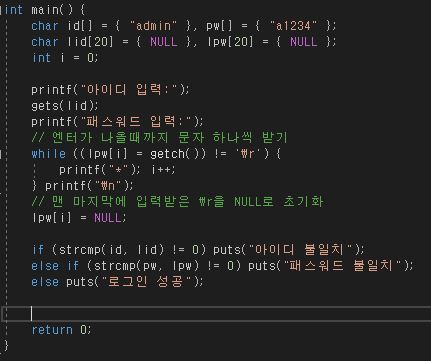 int main() {
char id[] = { "admin" }, pw[] = { "a1234" };
char lid[20] = { NULL }, lpw[20] = { NULL };
int i = 0;
printf("아이디 입력:");
gets(lid);
printf("패스워드 입력:");
// 엔터가 나올때까지 문자 하나씩 받기
while ((lpw[i] = getch()) != '₩r') {
printf("*"); i++;
} printf("₩n");
// 맨 마지막에 입력받은 ₩r을 NULL로 초기화
lpw[i] = NULL;
if (strcmp(id, lid) != 0) puts("아이디 불일치");
else if (strcmp(pw, lpw) != 0) puts("패스워드 불일치");
else puts("로그인 성공");
return 0;
}